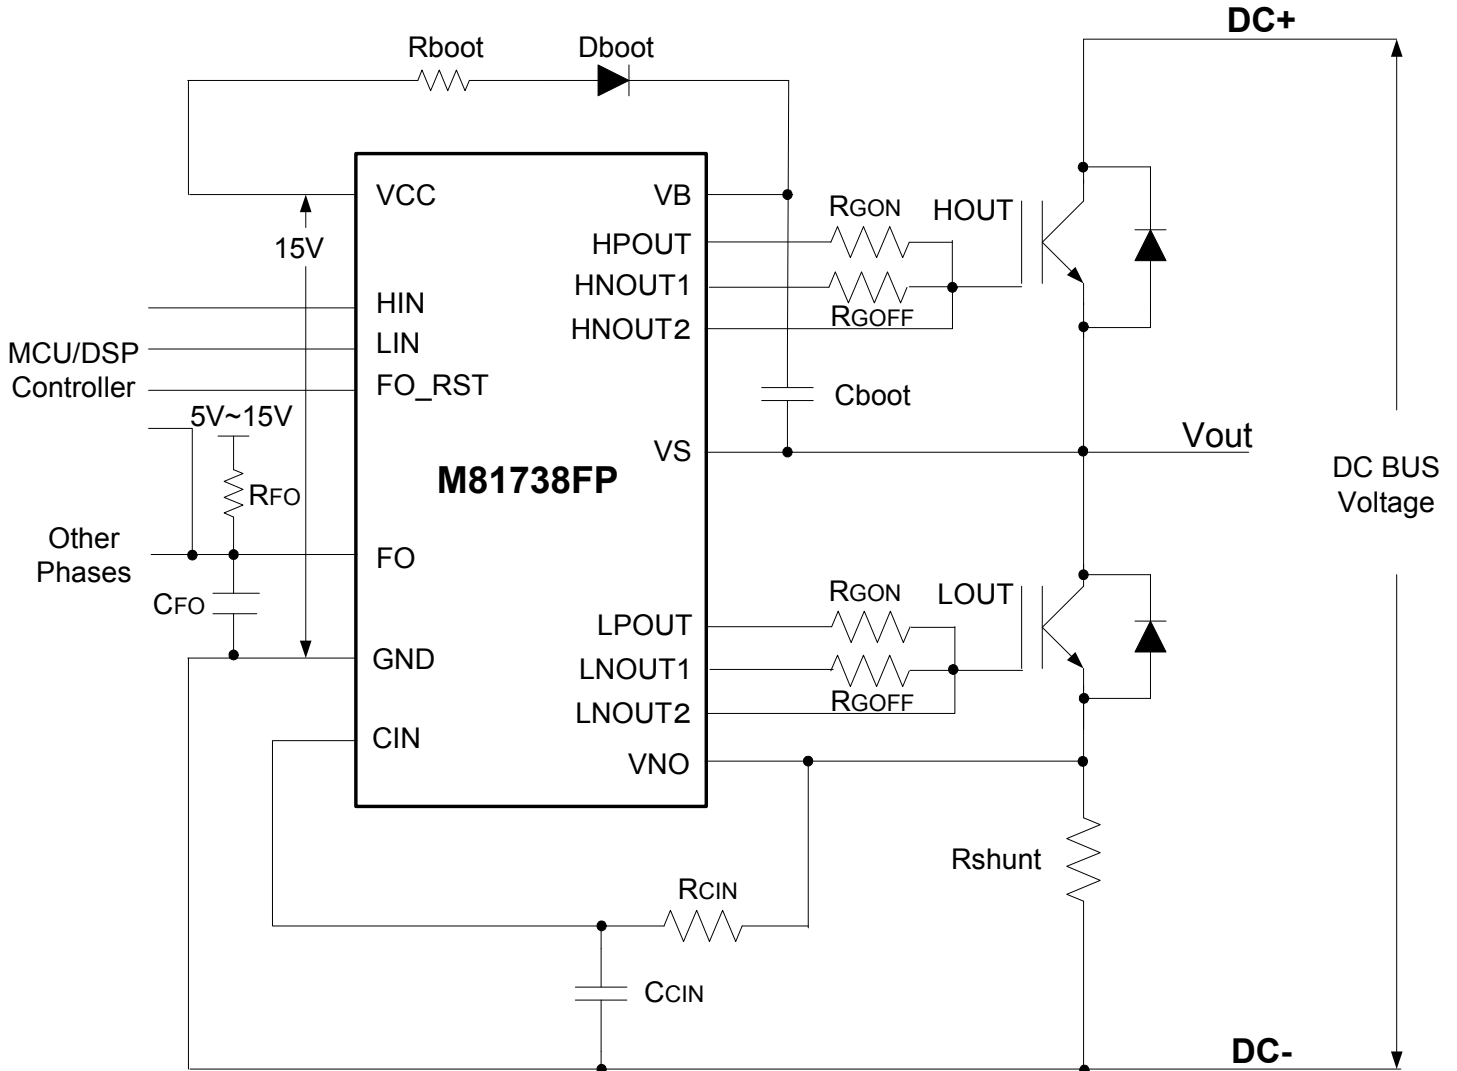 DC+
Rboot
Dboot
VCC
VB
RGON
HOUT
15V
HPOUT
HNOUT1
RGOFF
HIN
HNOUT2
LIN
MCU/DSP
Controller
FO_RST
Cboot
5V~15V
VS
Vout
M81738FP
DC BUS
Voltage
RFO
Other
Phases
FO
CFO
RGON
LOUT
LPOUT
GND
LNOUT1
RGOFF
LNOUT2
CIN
VNO
Rshunt
RCIN
CCIN
DC-